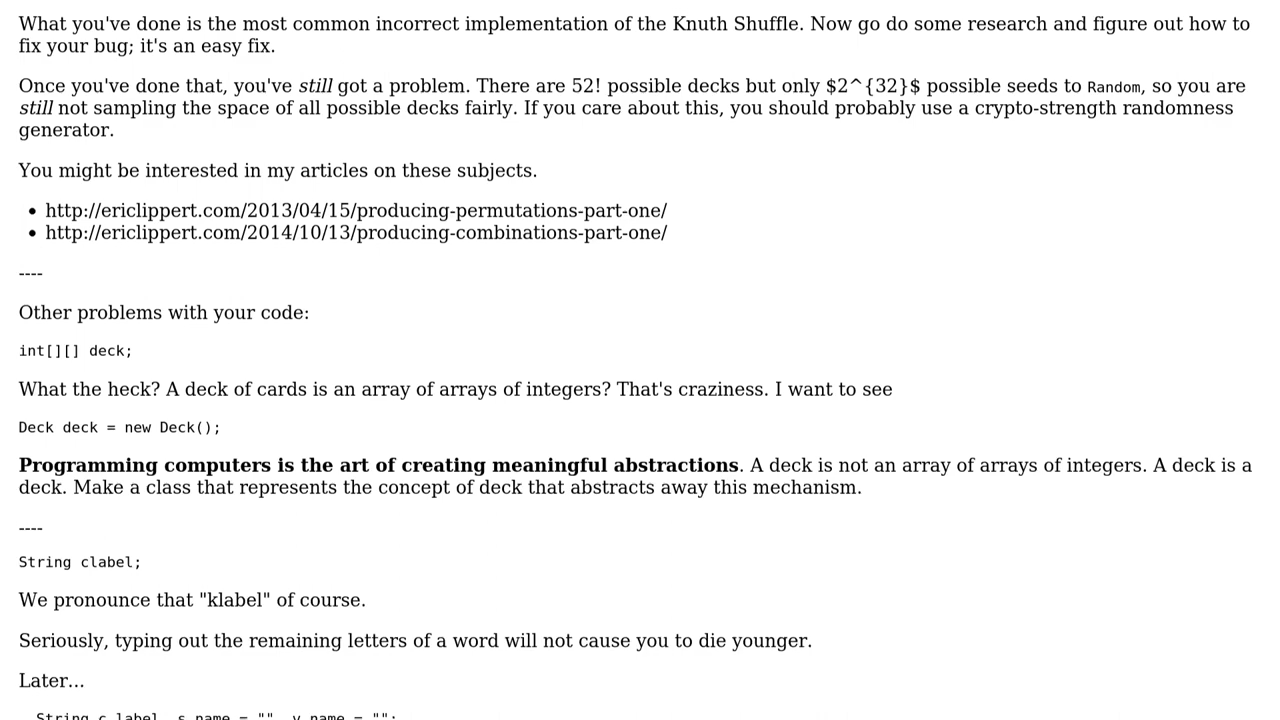 What you've done is the most common incorrect implementation of the Knuth Shuffle. Now go do some research and figure out how to
fix your bug; it's an easy fix.
Once you've done that, you've still got a problem. There are 52! possible decks but only $2^{32}$ possible seeds to Random, so you are
still not sampling the space of all possible decks fairly. If you care about this, you should probably use a crypto-strength randomness
generator.
You might be interested in my articles on these subjects.
• http://ericlippert.com/2013/04/15/producing-permutations-part-one/
• http://ericlippert.com/2014/10/13/producing-combinations-part-one/
----
Other problems with your code:
int[][] deck;
What the heck? A deck of cards is an array of arrays of integers? That's craziness. I want to see
Deck deck = new Deck();
Programming computers is the art of creating meaningful abstractions. A deck is not an array of arrays of integers. A deck is a
deck. Make a class that represents the concept of deck that abstracts away this mechanism.
----
String clabel;
We pronounce that "klabel" of course.
Seriously, typing out the remaining letters of a word will not cause you to die younger.
Later...
String c_label, s_name = "", v_name = "";